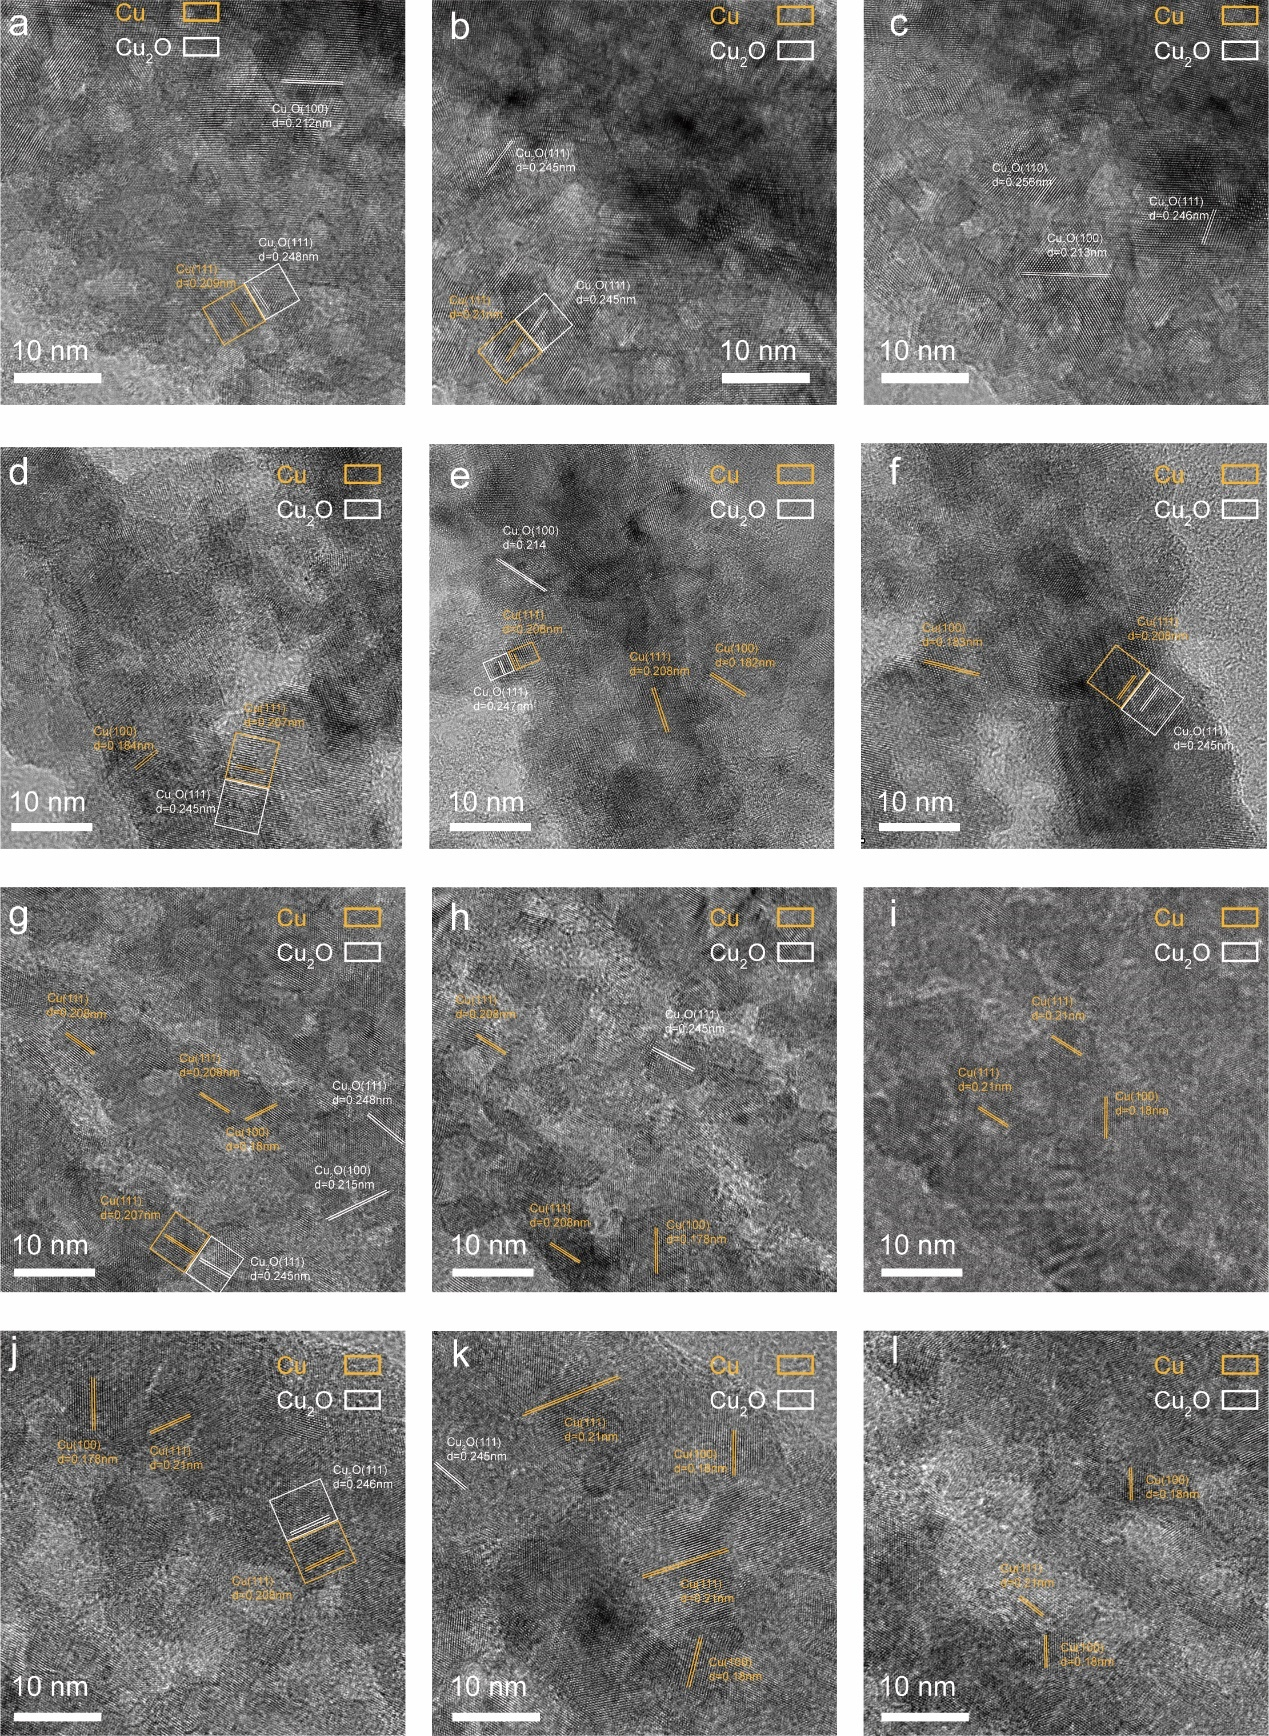 a
Cu
Cu2O
Cu2O(100)
d=0.212nm
Cu2O(111)
d=0.248nm
Cu(111)
d=0.209nm
10 nm
b
Cu
Cu2O
Cu2O(111)
d=0.245nm
Cu2O(111)
d=0.245nm
Cu(111)
d=0.21nm
10 nm
c
Cu
Cu2O
Cu2O(110)
d=0.256nm
Cu2O(111)
d=0.246nm
Cu2O(100)
d=0.213nm
10 nm
d
Cu
Cu2O
Cu(111)
d=0.207nm
Cu(100)
d=0.184nm
Cu2O(111)
d=0.245nm
10 nm
e
Cu
Cu2O
Cu2O(100)
d=0.214
Cu(111)
d=0.208nm
Cu(111)
d=0.208nm
Cu(100)
d=0.182nm
Cu2O(111)
d=0.247nm
10 nm
f
Cu
Cu2O
Cu(100)
Cu(111)
d=0.208nm
Cu2O(111)
d=0.245nm
10 nm
g
Cu
Cu2O
Cu(111)
d=0.208nm
Cu(111)
d=0.209nm
Cu2O(111)
d=0.248nm
Cu(100)
d=0.18nm
Cu2O(100)
d=0.215nm
Cu(111)
d=0.207nm
Cu2O(111)
d=0.245nm
10 nm
h
Cu
Cu2O
Cu(111)
d=0.208nm
Cu2O(111)
d=0.245nm
Cu(111)
d=0.208nm
Cu(100)
d=0.178nm
10 nm
i
Cu
Cu2O
Cu(111)
d=0.21nm
Cu(111)
d=0.21nm
Cu(100)
d=0.18nm
10 nm
j
Cu
Cu2O
Cu(100)
d=0.178nm
Cu(111)
d=0.21nm
Cu2O(111)
d=0.246nm
Cu(111)
d=0.208nm
10 nm
k
Cu
Cu2O
Cu(111)
d=0.21nm
Cu2O(111)
d=0.245nm
Cu(100)
d=0.18nm
Cu(111)
d=0.21nm
Cu(100)
d=0.18nm
10 nm
l
Cu
Cu2O
Cu(100)
d=0.18nm
Cu(111)
d=0.21nm
Cu(100)
d=0.18nm
10 nm